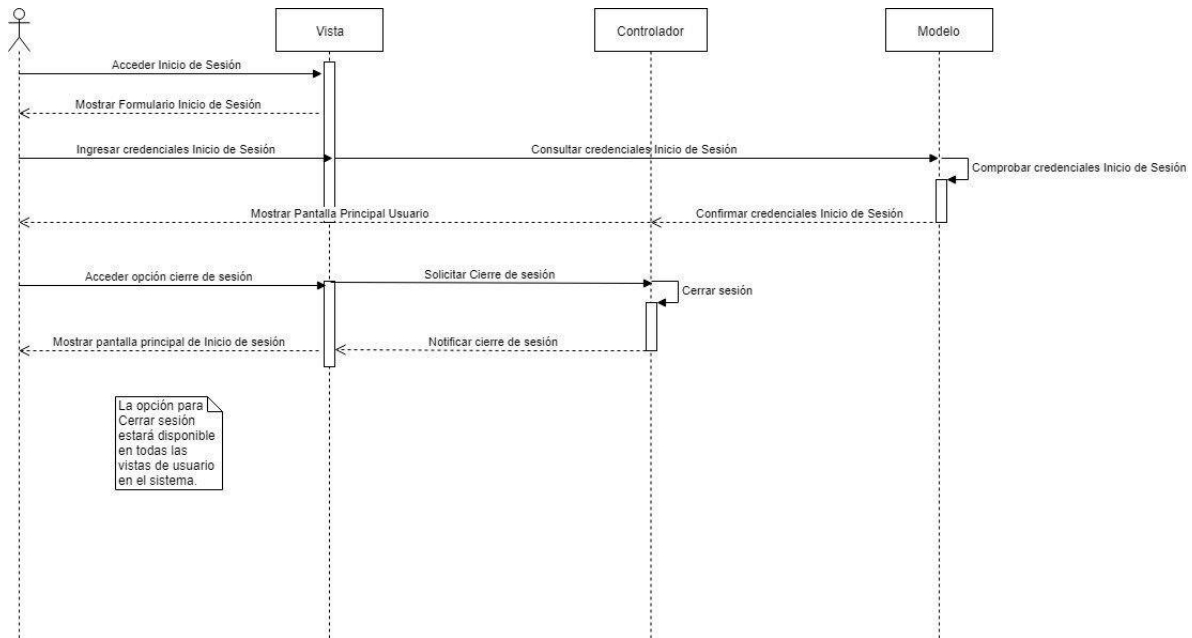 Vista
Controlador
Modelo
Acceder Inicio de Sesión
Mostrar Formulario Inicio de Sesión
Ingresar credenciales Inicio de Sesión
Consultar credenciales Inicio de Sesión
Comprobar credenciales Inicio de Sesión
Mostrar Pantalla Principal Usuario
Confirmar credenciales Inicio de Sesión
Acceder opción cierre de sesión
Solicitar Cierre de sesión
Cerrar sesión
Mostrar pantalla principal de Inicio de sesión
Notificar cierre de sesión
La opción para
Cerrar sesión
estará disponible
en todas las
vistas de usuario
en el sistema.